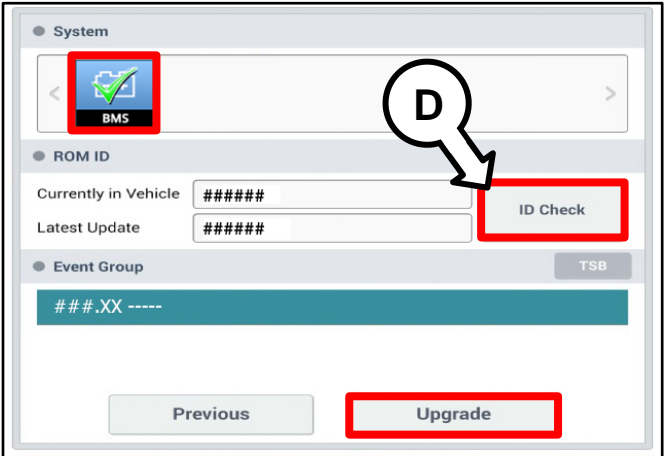 System
BMS
D
ROM ID
Currently in Vehicle ######
ID Check
Latest Update ######
Event Group TSB
###.XX -----
Previous Upgrade